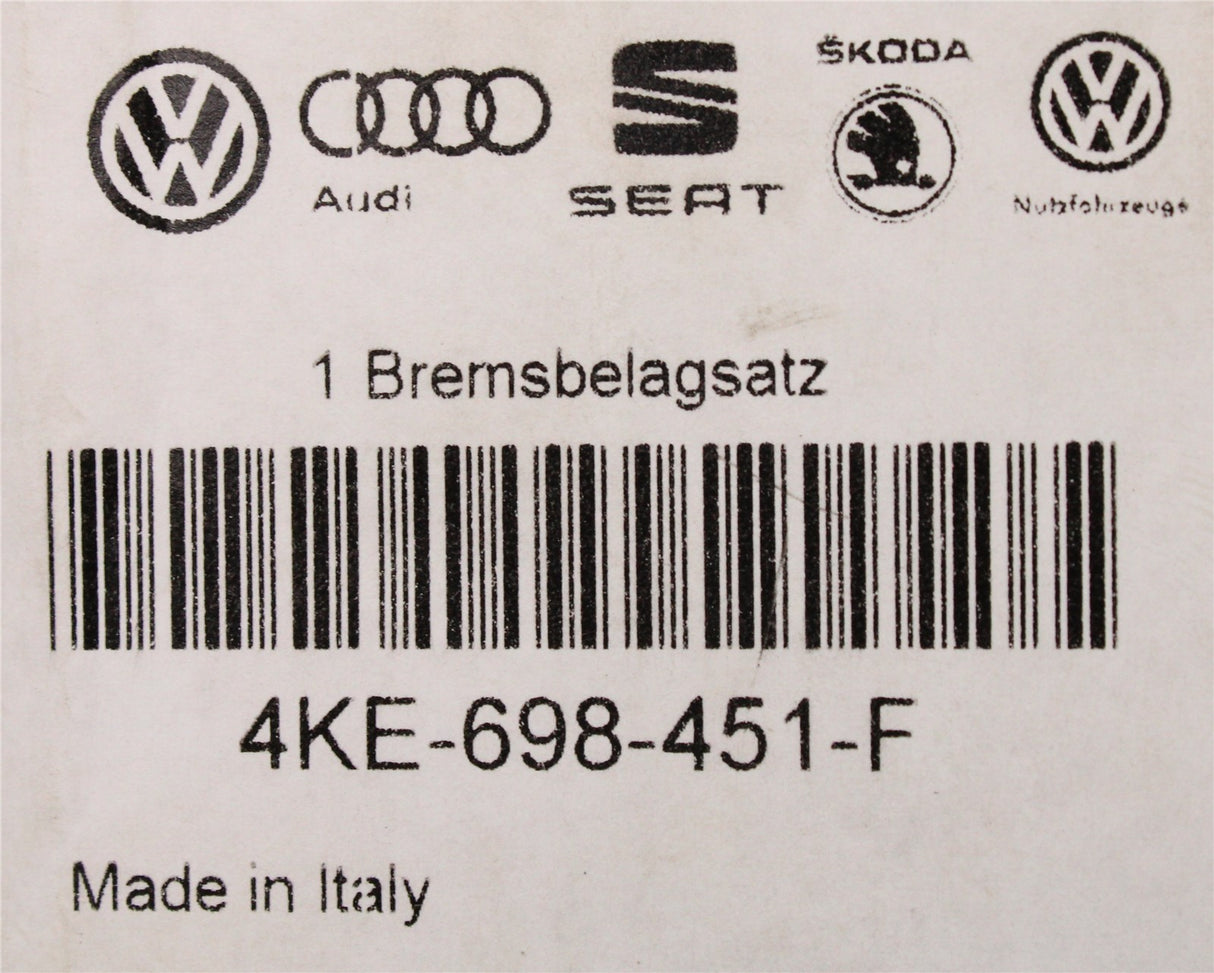 Audi
SEAT
ŠKODA
Nutzfahrzeuge
1 Bremsbelagsatz
4KE-698-451-F
Made in Italy